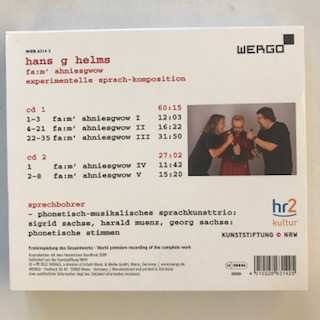 WERGO
hans g helms
fa:m' ahniesgwow
experimentelle sprach-komposition
cd 1 60:15
1-3 fa:m' ahniesgwow I 12:03
4-21 fa:m' ahniesgwow II 16:22
22-35 fa:m' ahniesgwow III 31:50
cd 2 27:02
1 fa:m' ahniesgwow IV 11:42
2-8 fa:m' ahniesgwow V 15:20
sprechbohrer
- phonetisch-musikalisches sprachkunsttrio:
sigrid sachse, harald muenz, georg sachse:
phonetische stimmen
hr2
kultur
KUNSTSTIFTUNG NRW
Ersteinspielung des Gesamtwerks · World premiere recording of the complete work